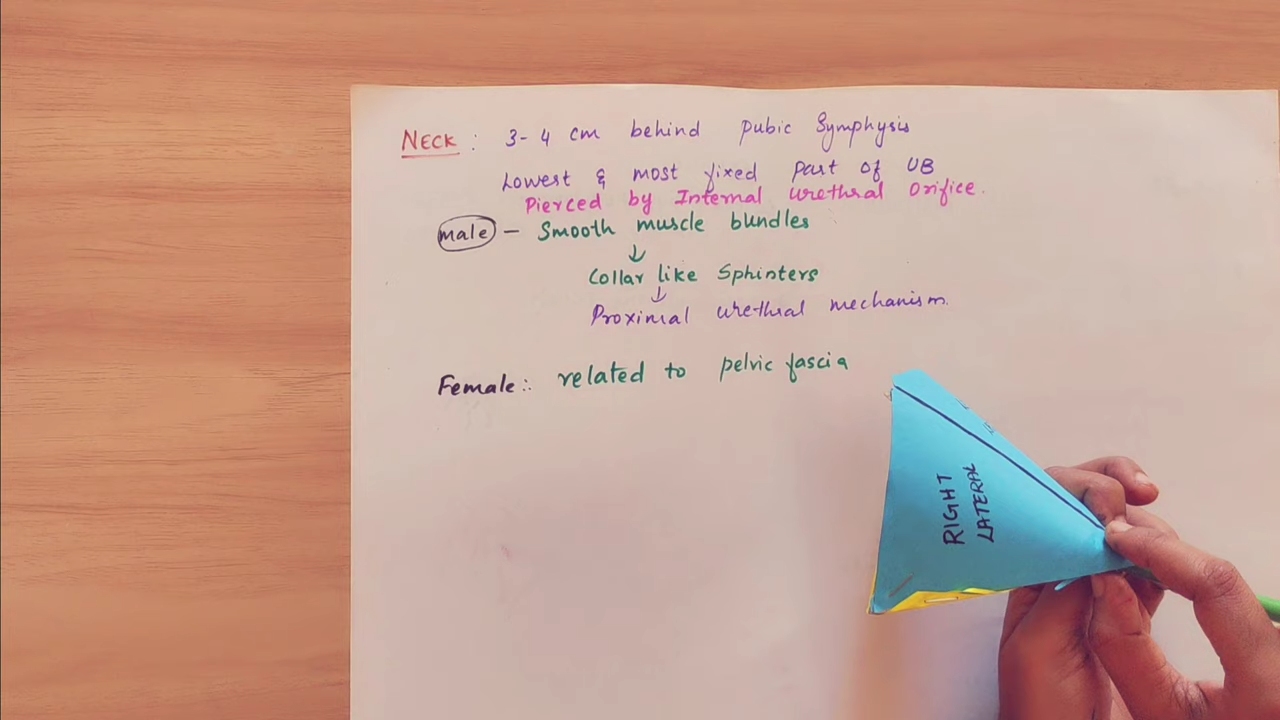 NECK : 3-4 cm behind pubic Symphysis
Lowest & most fixed part of UB
Pierced by Internal urethral Orifice.
male — Smooth muscle bundles
↓
Collar like Sphinters
↓
Proximal urethral mechanism.
Female:: related to pelvic fascia
RIGHT
LATERAL